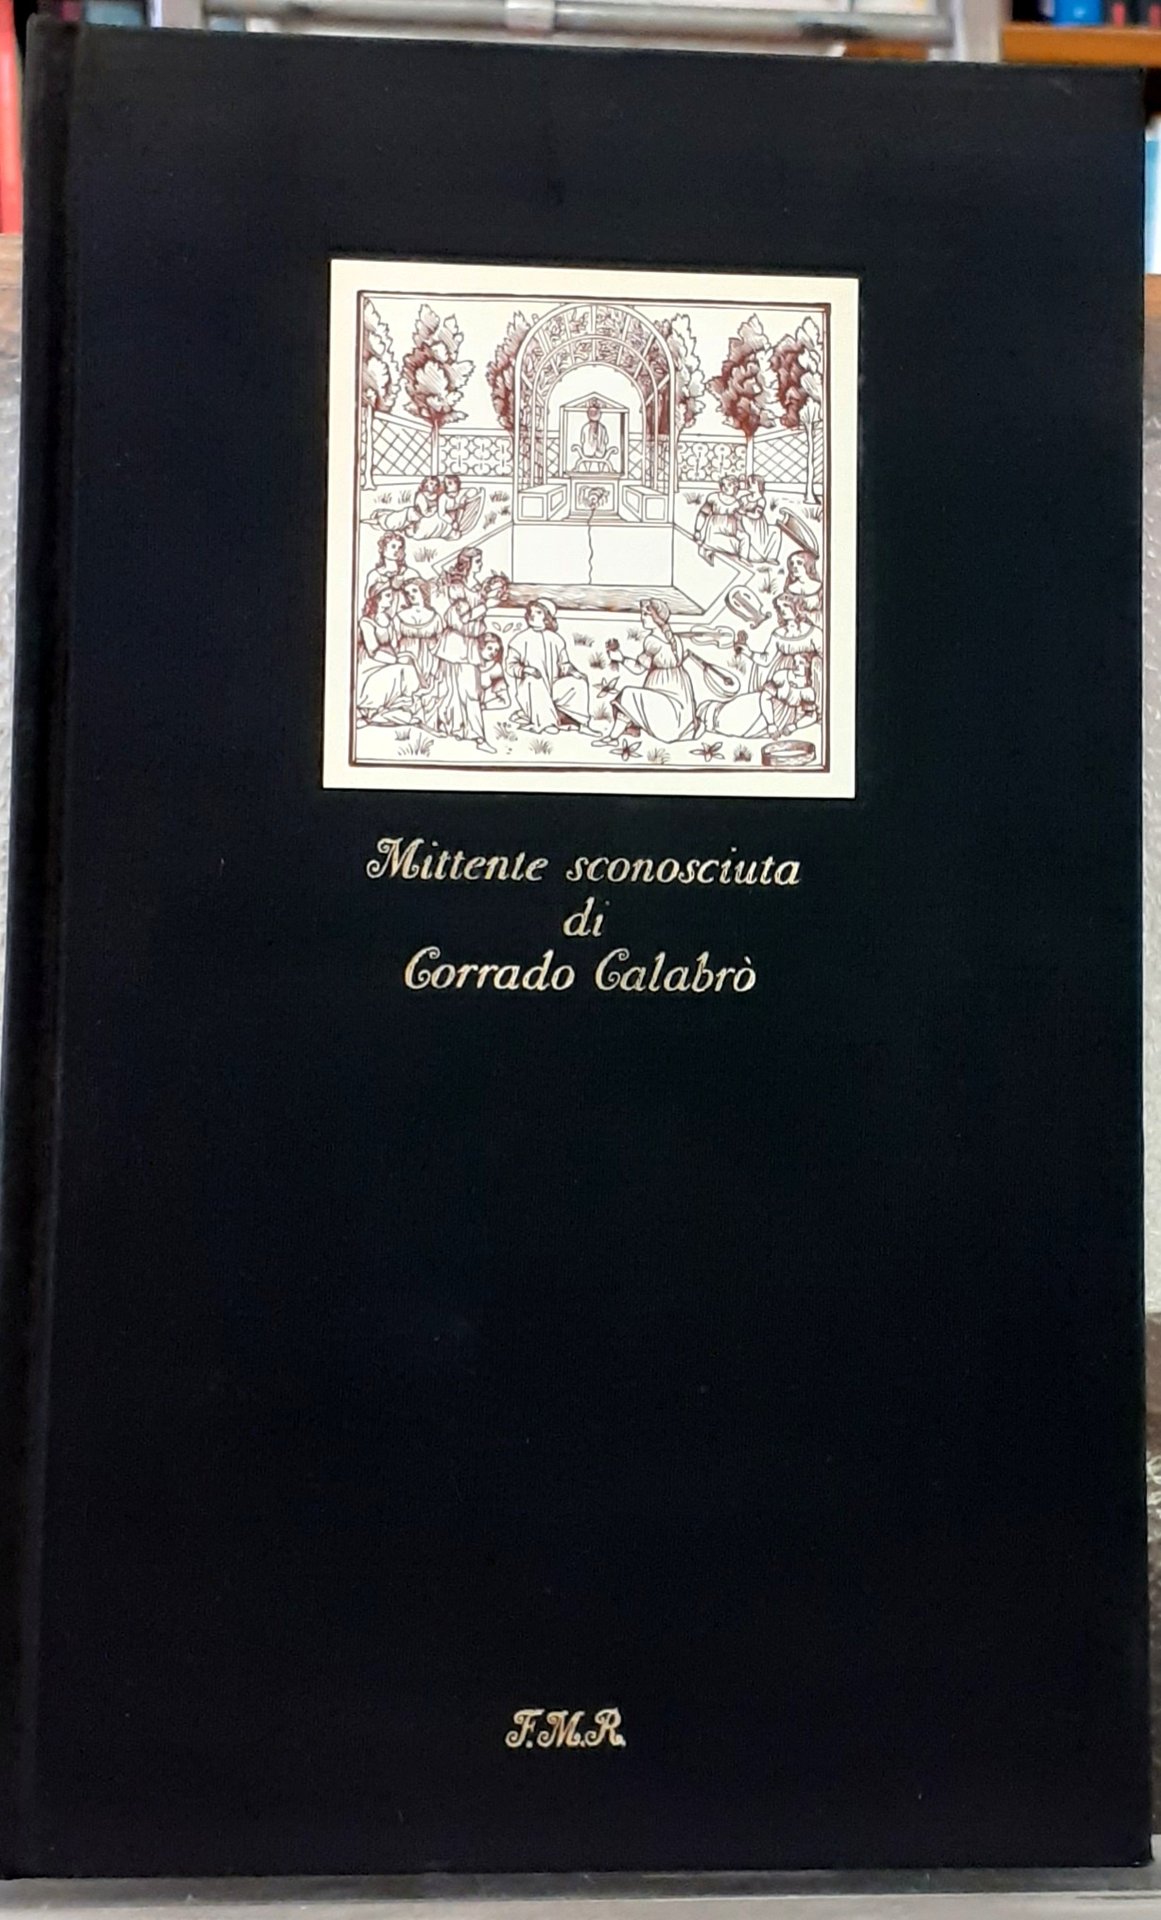 Mittente sconosciuta
di
Corrado Calabrò
F.M.R.